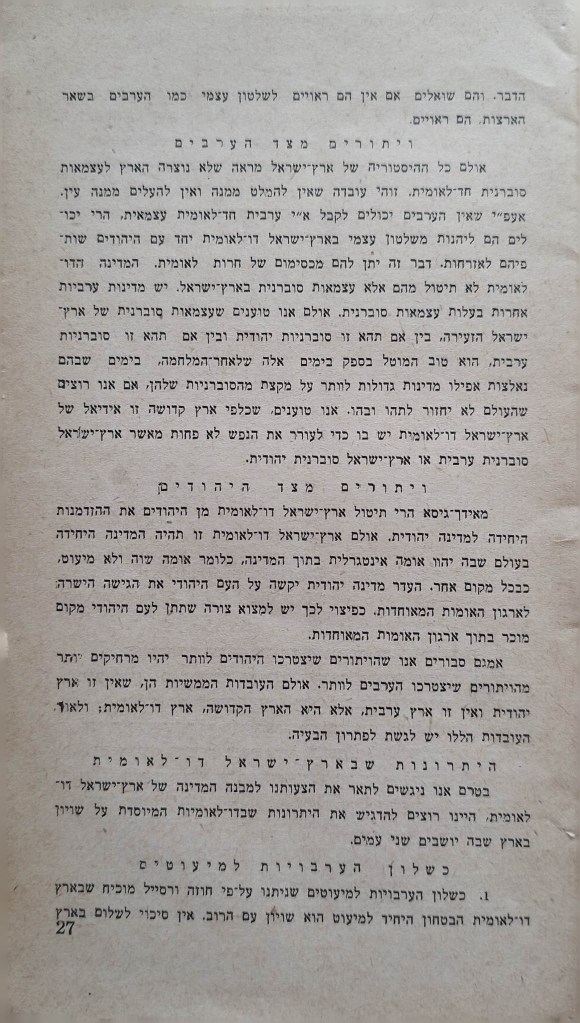 הדבר. והם שואלים אם אין הם ראויים לשלטון עצמי כמו הערבים בשאר
הארצות. הם ראויים.
ויתורים מצד הערבים
אולם כל ההיסטוריה של ארץ־ישראל מראה שלא נוצרה הארץ לעצמאות
סוברנית חד־לאומית. זוהי עובדה שאין להמלט ממנה ואין להעלים ממנה עין.
אעפ״י שאין הערבים יכולים לקבל א״י ערבית חד־לאומית עצמאית, הרי יכו־
לים הם ליהנות משלטון עצמי בארץ־ישראל דו־לאומית יחד עם היהודים שות־
פיהם לאזרחות. דבר זה יתן להם מכסימום של חרות לאומית. המדינה הדו־
לאומית לא תיטול מהם אלא עצמאות סוברנית בארץ־ישראל. יש מדינות ערביות
אחרות בעלות עצמאות סוברנית. אולם אנו טוענים שעצמאות סוברנית של ארץ־
ישראל הזעירה, בין אם תהא זו סוברניות יהודית ובין אם תהא זו סוברניות
ערבית, הוא טוב המוטל בספק בימים אלה שלאחר־המלחמה, בימים שבהם
נאלצות אפילו מדינות גדולות לוותר על מקצת מהסוברניות שלהן, אם אנו רוצים
שהעולם לא יחזור לתהו ובהו. אנו טוענים, שכלפי ארץ קדושה זו אידיאל של
ארץ־ישראל דו־לאומית יש בו כדי לעורר את הנפש לא פחות מאשר ארץ־ישראל
סוברנית ערבית או ארץ־ישראל סוברנית יהודית.
ויתורים מצד היהודים
מאידך־גיסא הרי תיטול ארץ־ישראל דו־לאומית מן היהודים את ההזדמנות
היחידה למדינה יהודית. אולם ארץ־ישראל דו־לאומית זו תהיה המדינה היחידה
בעולם שבה יהוו אומה אינטגרלית בתוך המדינה, כלומר אומה שוה ולא מיעוט,
כבכל מקום אחר. העדר מדינה יהודית יקשה על העם היהודי את הגישה הישרה
לארגון האומות המאוחדות. כפיצוי לכך יש למצוא צורה שתתן לעם היהודי מקום
מוכר בתוך ארגון האומות המאוחדות.
אמנם סבורים אנו שהויתורים שיצטרכו היהודים לוותר יהיו מרחיקים יותר
מהויתורים שיצטרכו הערבים לוותר. אולם העובדות הממשיות הן, שאין זו ארץ
יהודית ואין זו ארץ ערבית, אלא היא הארץ הקדושה, ארץ דו־לאומית; ולאור
העובדות הללו יש לגשת לפתרון הבעיה.
היתרונות שבארץ־ישראל דו־לאומית
בטרם אנו ניגשים לתאר את הצעותנו למבנה המדינה של ארץ־ישראל דו־
לאומית, היינו רוצים להדגיש את היתרונות שבדו־לאומיות המיוסדת על שויון
בארץ שבה יושבים שני עמים.
כשלון הערבויות למיעוטים
1. כשלון הערבויות למיעוטים שניתנו על־פי חוזה ורסייל מוכיח שבארץ
דו־לאומית הבטחון היחיד למיעוט הוא שויון עם הרוב. אין סיכוי לשלום בארץ
27